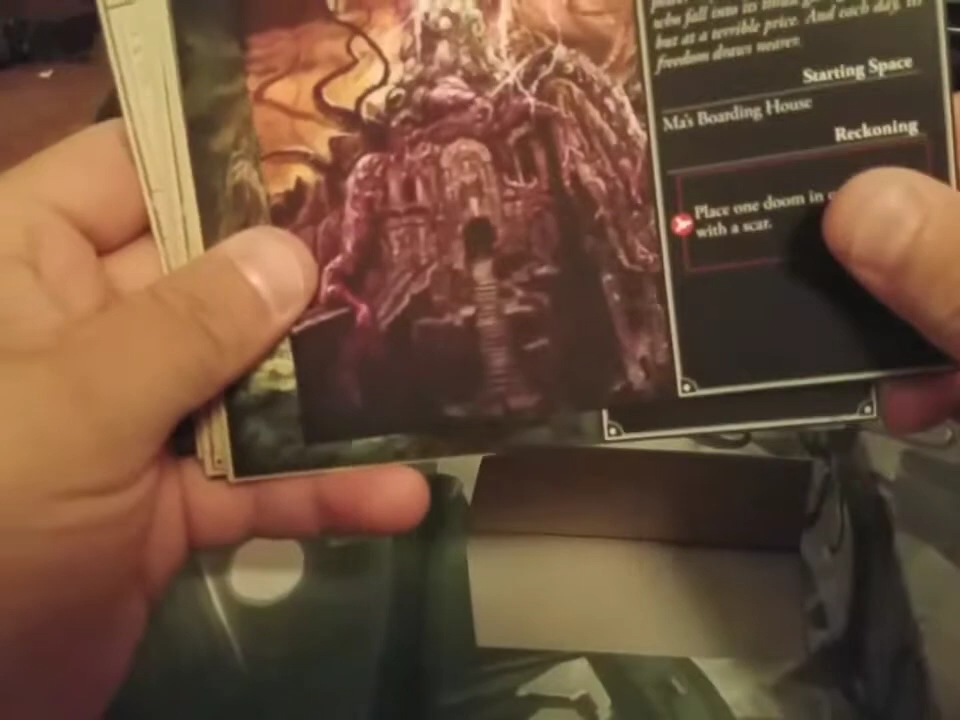 who fall into its
but at a terrible price. And each day, its
freedom draws nearer.
Starting Space
Ma's Boarding House
Reckoning
Place one doom in
with a scar.